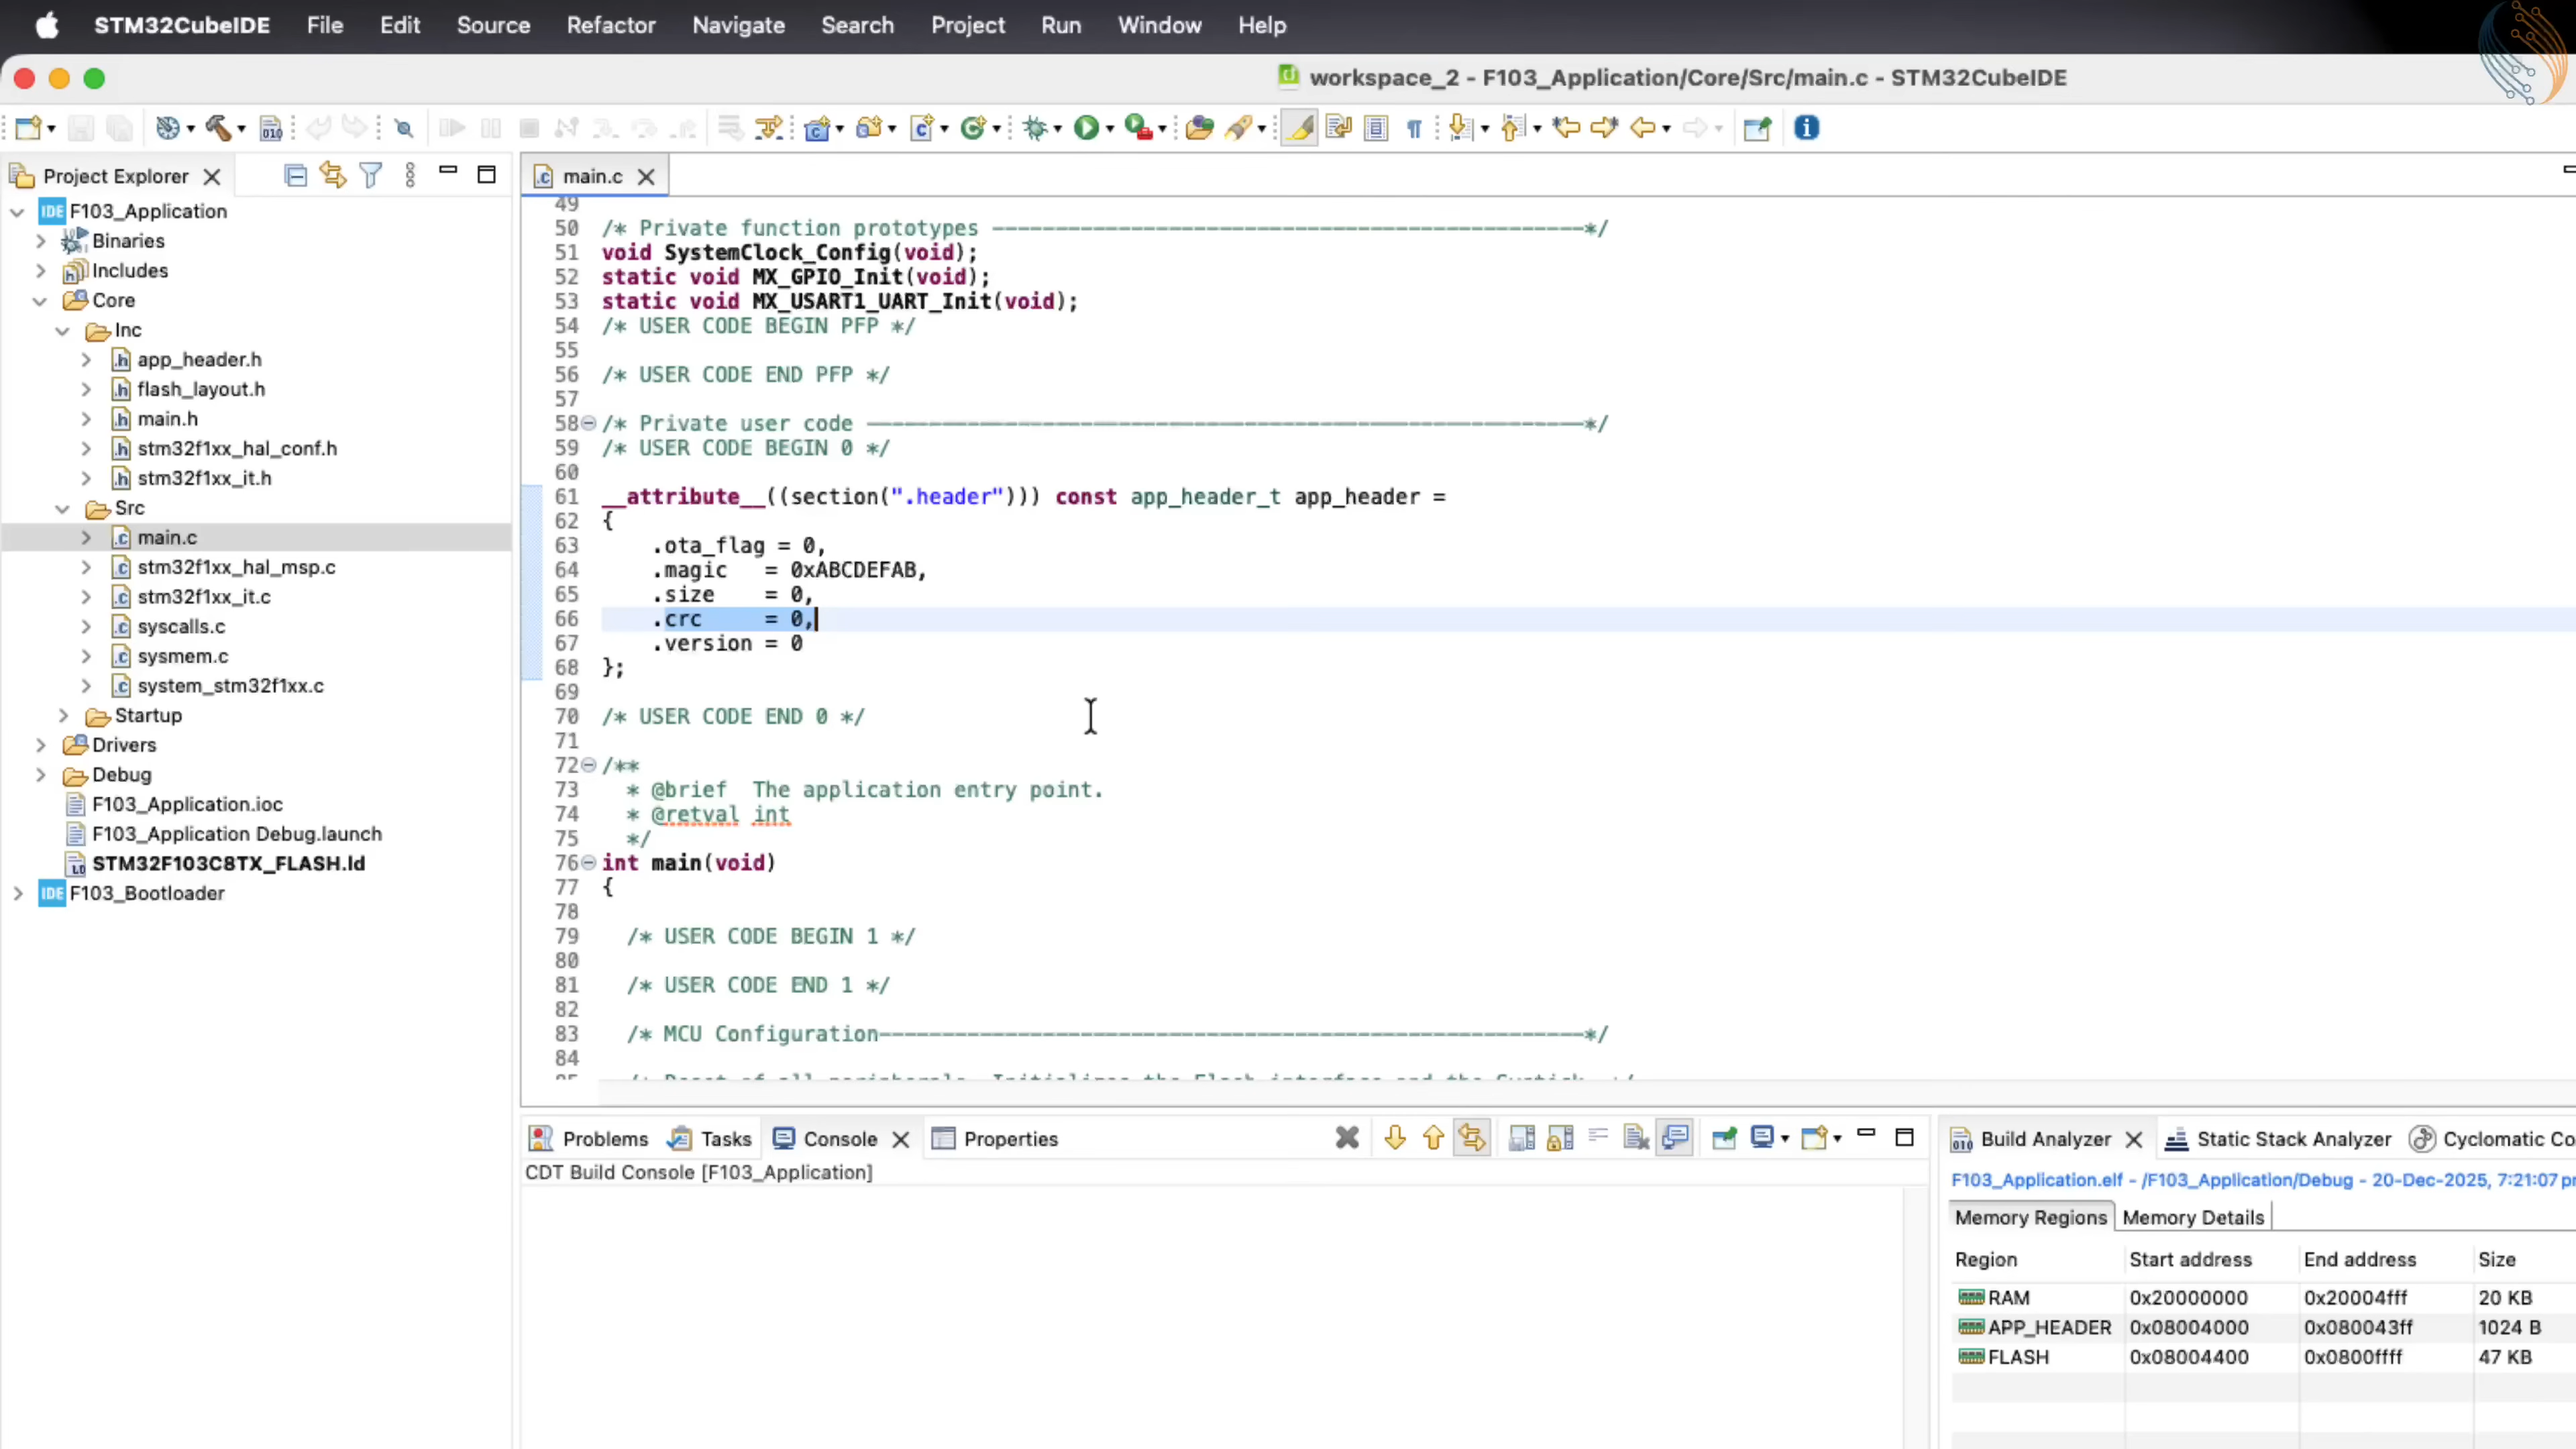 STM32CubeIDE File Edit Source Refactor Navigate Search Project Run Window Help
workspace_2 - F103_Application/Core/Src/main.c - STM32CubeIDE
Project Explorer
IDE F103_Application
Binaries
Includes
Core
Inc
app_header.h
flash_layout.h
main.h
stm32f1xx_hal_conf.h
stm32f1xx_it.h
Src
main.c
stm32f1xx_hal_msp.c
stm32f1xx_it.c
syscalls.c
sysmem.c
system_stm32f1xx.c
Startup
Drivers
Debug
F103_Application.ioc
F103_Application Debug.launch
STM32F103C8TX_FLASH.ld
IDE F103_Bootloader
main.c
49
50 /* Private function prototypes -----------------------------------------------*/
51 void SystemClock_Config(void);
52 static void MX_GPIO_Init(void);
53 static void MX_USART1_UART_Init(void);
54 /* USER CODE BEGIN PFP */
55
56 /* USER CODE END PFP */
57
58 /* Private user code ---------------------------------------------------------*/
59 /* USER CODE BEGIN 0 */
60
61 __attribute__((section(".header"))) const app_header_t app_header =
62 {
63     .ota_flag = 0,
64     .magic   = 0xABCDEFAB,
65     .size    = 0,
66     .crc     = 0,
67     .version = 0
68 };
69
70 /* USER CODE END 0 */
71
72 /**
73   * @brief  The application entry point.
74   * @retval int
75   */
76 int main(void)
77 {
78
79   /* USER CODE BEGIN 1 */
80
81   /* USER CODE END 1 */
82
83   /* MCU Configuration--------------------------------------------------------*/
84
Problems Tasks Console Properties
CDT Build Console [F103_Application]
Build Analyzer Static Stack Analyzer Cyclomatic Co
F103_Application.elf - /F103_Application/Debug - 20-Dec-2025, 7:21:07
Memory Regions Memory Details
Region Start address End address Size
RAM 0x20000000 0x20004fff 20 KB
APP_HEADER 0x08004000 0x080043ff 1024 B
FLASH 0x08004400 0x0800ffff 47 KB